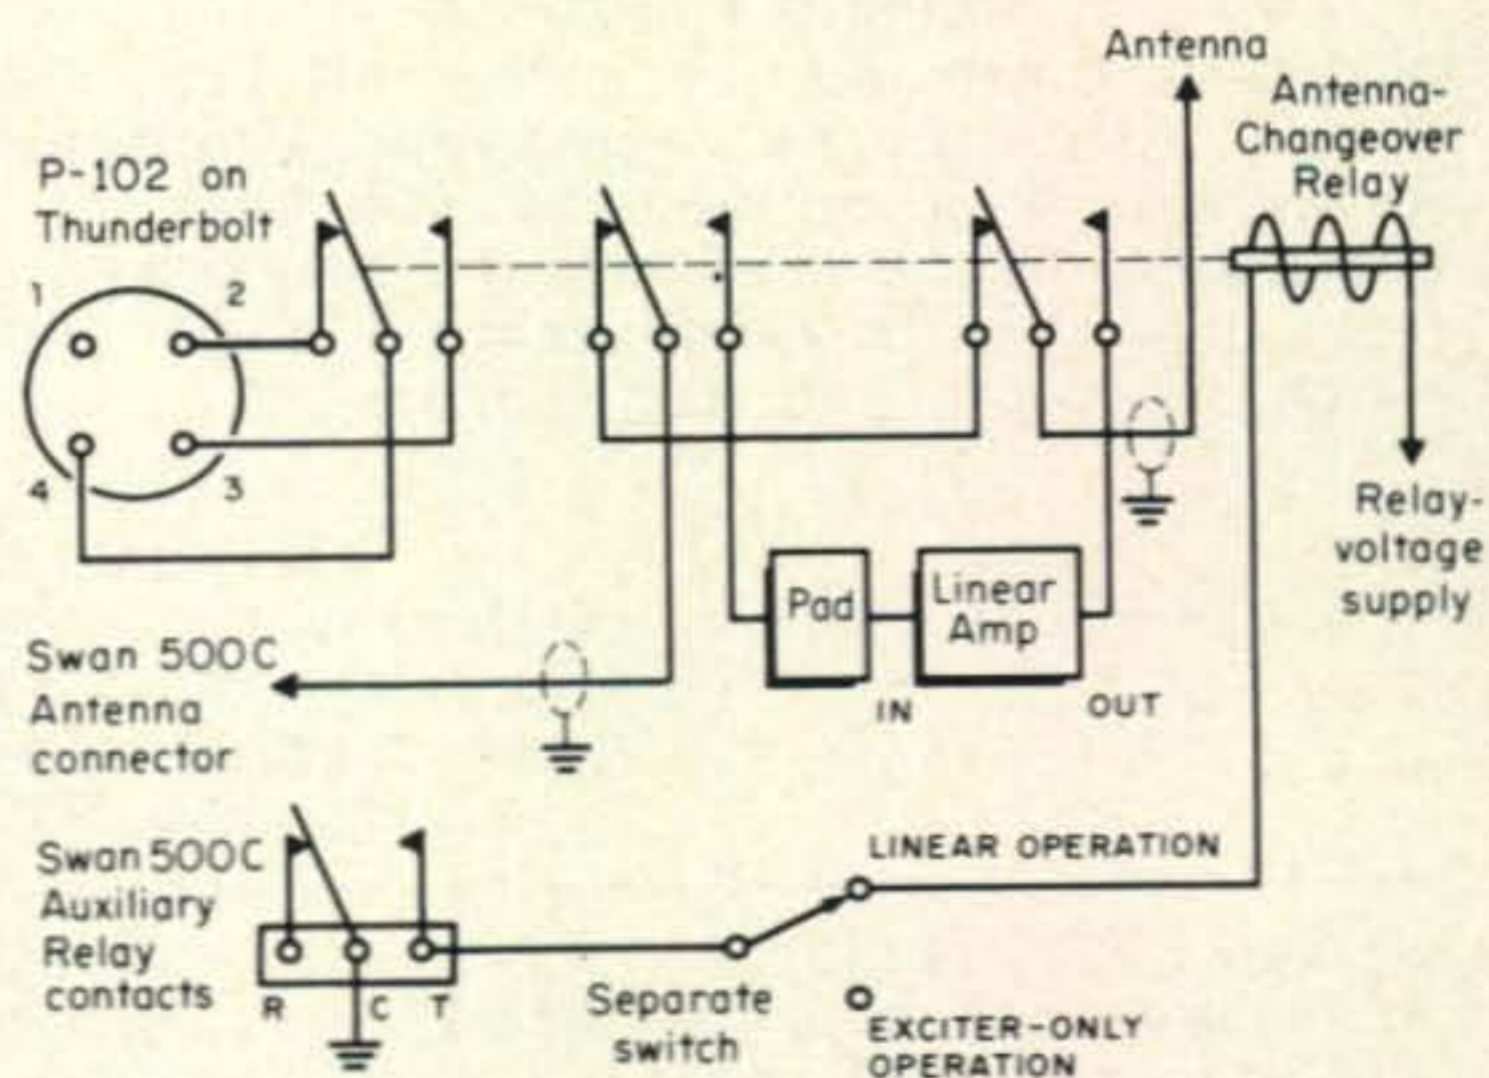 Antenna
Antenna-
Changeover
Relay
P-102 on
Thunderbolt
1
2
4
3
Relay-
voltage
supply
Pad
Linear
Amp
IN
OUT
Swan 500C
Antenna
connector
LINEAR OPERATION
Swan 500C
Auxiliary
Relay
contacts
R
C
T
Separate
switch
EXCITER-ONLY
OPERATION